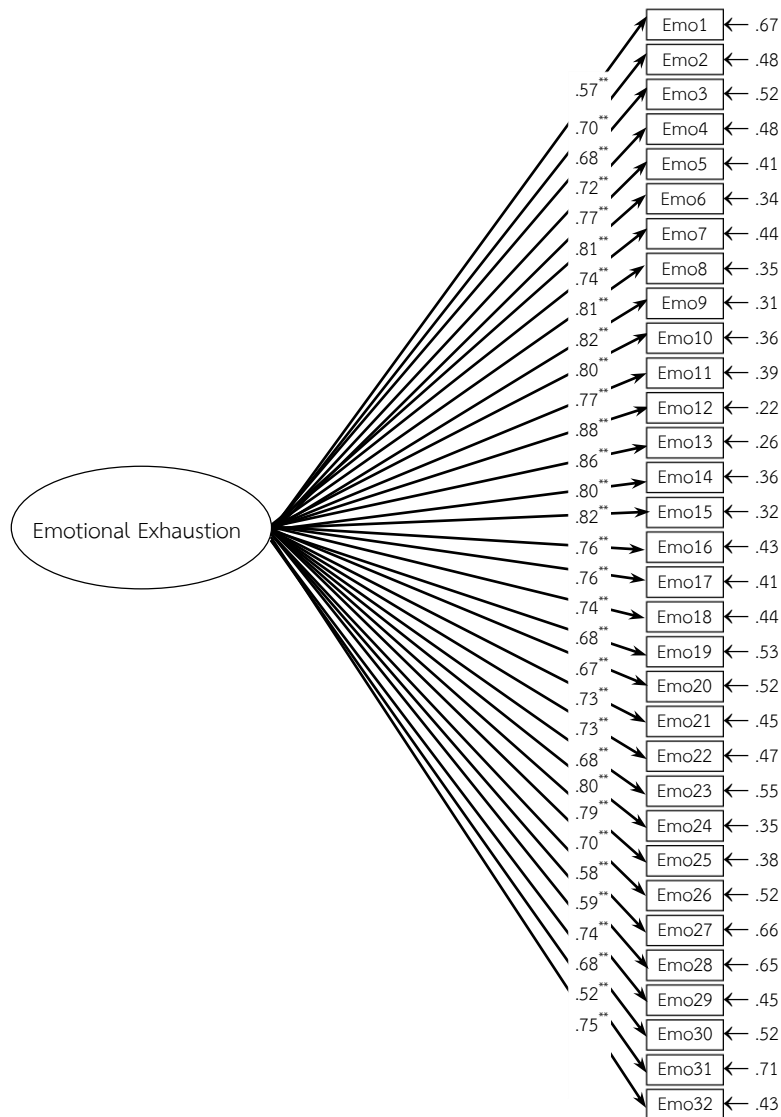 Emo1 .67
Emo2 .48
.57**
Emo3 .52
.70**
Emo4 .48
.68**
Emo5 .41
.72**
Emo6 .34
.77**
Emo7 .44
.81**
Emo8 .35
.74**
Emo9 .31
.81**
Emo10 .36
.82**
Emo11 .39
.80**
Emo12 .22
.77**
Emo13 .26
.88**
Emo14 .36
.86**
Emo15 .32
.80**
Emotional Exhaustion
.82**
Emo16 .43
.76**
Emo17 .41
.76**
Emo18 .44
.74**
Emo19 .53
.68**
Emo20 .52
.67**
Emo21 .45
.73**
Emo22 .47
.73**
Emo23 .55
.68**
Emo24 .35
.80**
Emo25 .38
.79**
Emo26 .52
.70**
Emo27 .66
.58**
Emo28 .65
.59**
Emo29 .45
.74**
Emo30 .52
.68**
Emo31 .71
.52**
Emo32 .43
.75**